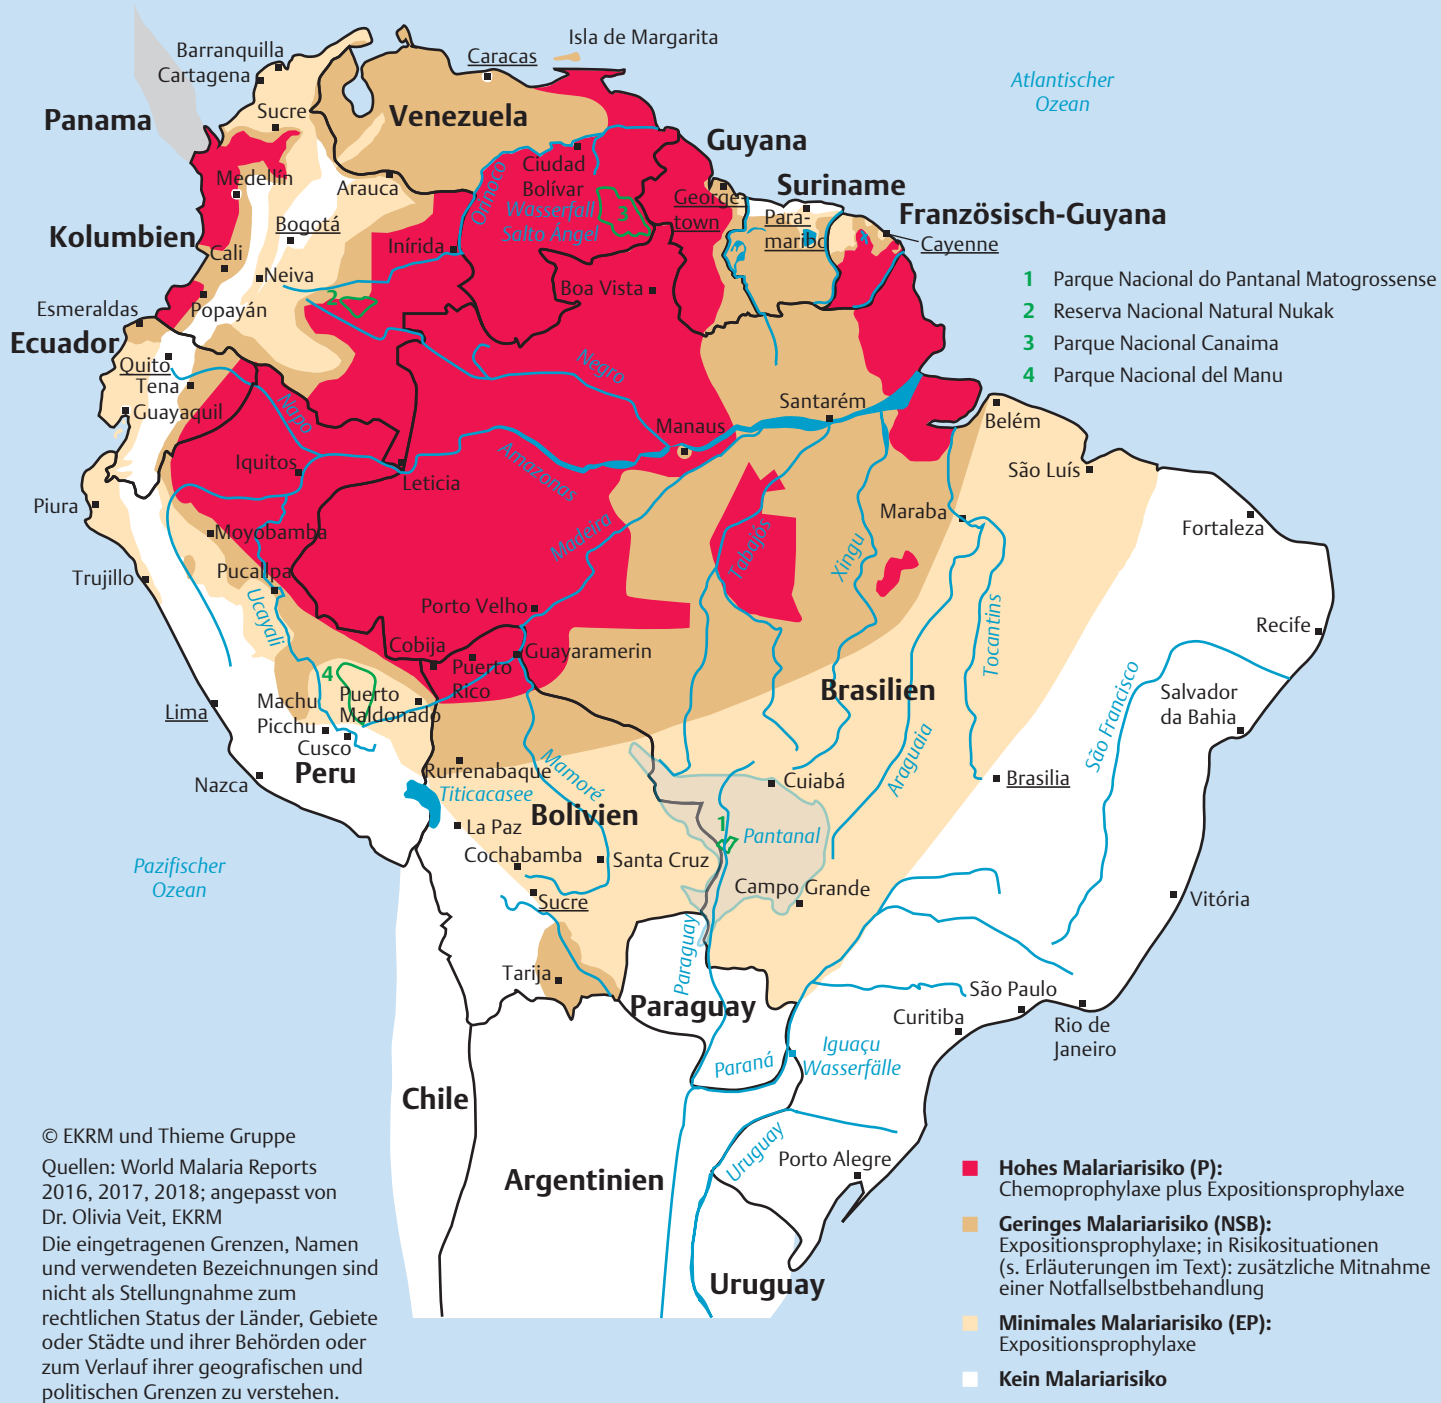 Isla de Margarita
Barranquilla
Caracas
Cartagena
Atlantischer
Ozean
Sucre
Panama
Venezuela
Guyana
Ciudad
Bolívar
Medellín
Arauca
Orinoco
Suriname
George-
town
Wasserfall
Salto Ángel
3
Para-
maribo
Französisch-Guyana
Kolumbien
Bogotá
Inírida
Cayenne
Cali
Neiva
Boa Vista
1 Parque Nacional do Pantanal Matogrossense
2
Popayán
Esmeraldas
2 Reserva Nacional Natural Nukak
Ecuador
3 Parque Nacional Canaima
Quito
Negro
4 Parque Nacional del Manu
Tena
Guayaquil
Napo
Santarém
Manaus
Belém
Iquitos
Amazonas
Leticia
São Luís
Piura
Maraba
Fortaleza
Moyobamba
Madeira
Tabajós
Xingu
Trujillo
Pucallpa
Ucayali
Porto Velho
Tocantins
Recife
Cobija
Guayaramerin
Puerto
Rico
4
Puerto
Maldonado
Brasilien
São Francisco
Salvador
da Bahia
Lima
Machu
Picchu
Cusco
Peru
Nazca
Rurrenabaque
Titicacasee
Mamoré
Araguaia
Cuiabá
Brasilia
Bolivien
1
Pantanal
La Paz
Cochabamba
Santa Cruz
Pazifischer
Ozean
Campo Grande
Sucre
Vitória
Paraguay
Tarija
São Paulo
Paraguay
Curitiba
Rio de
Janeiro
Iguaçu
Wasserfälle
Paraná
Chile
Uruguay
Porto Alegre
Argentinien
Uruguay
© EKRM und Thieme Gruppe
Quellen: World Malaria Reports
2016, 2017, 2018; angepasst von
Dr. Olivia Veit, EKRM
Die eingetragenen Grenzen, Namen
und verwendeten Bezeichnungen sind
nicht als Stellungnahme zum
rechtlichen Status der Länder, Gebiete
oder Städte und ihrer Behörden oder
zum Verlauf ihrer geografischen und
politischen Grenzen zu verstehen.
Hohes Malariarisiko (P):
Chemoprophylaxe plus Expositionsprophylaxe
Geringes Malariarisiko (NSB):
Expositionsprophylaxe; in Risikosituationen
(s. Erläuterungen im Text): zusätzliche Mitnahme
einer Notfallselbstbehandlung
Minimales Malariarisiko (EP):
Expositionsprophylaxe
Kein Malariarisiko